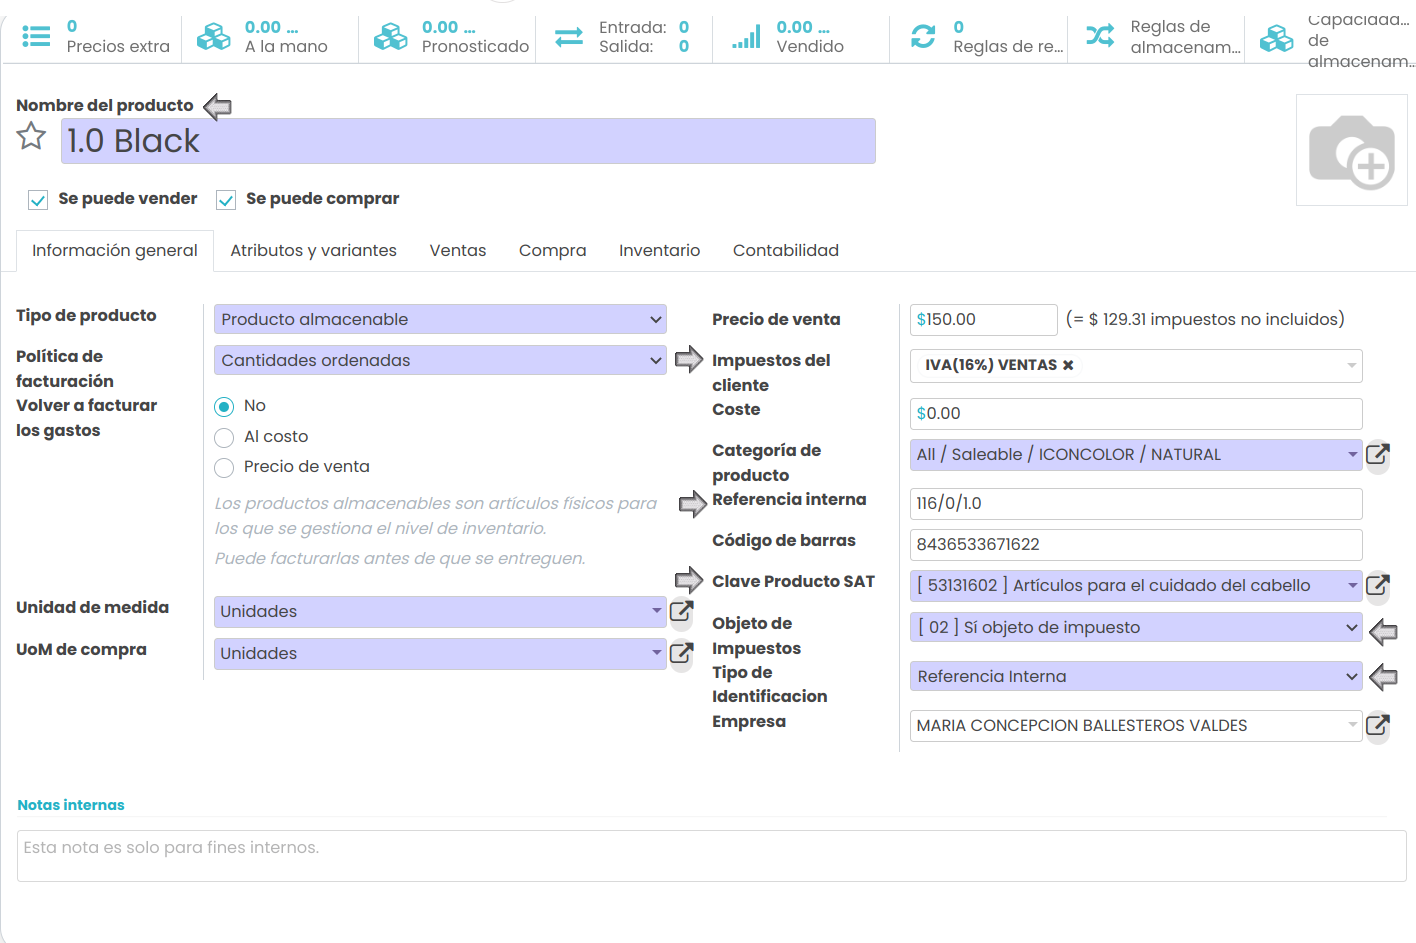 0
Precios extra
0.00 ...
A la mano
0.00 ...
Pronosticado
Entrada: 0
Salida: 0
0.00 ...
Vendido
0
Reglas de re...
Reglas de
almacenam...
Capacidad...
de
almacenam...
Nombre del producto
1.0 Black
Se puede vender
Se puede comprar
Información general
Atributos y variantes
Ventas
Compra
Inventario
Contabilidad
Tipo de producto
Producto almacenable
Política de
facturación
Cantidades ordenadas
Volver a facturar
los gastos
No
Al costo
Precio de venta
Los productos almacenables son artículos físicos para
los que se gestiona el nivel de inventario.
Puede facturarlas antes de que se entreguen.
Unidad de medida
Unidades
UoM de compra
Unidades
Precio de venta
$150.00 (= $ 129.31 impuestos no incluidos)
Impuestos del
cliente
IVA(16%) VENTAS ✖
Coste
$0.00
Categoría de
producto
All / Saleable / ICONCOLOR / NATURAL
Referencia interna
116/0/1.0
Código de barras
8436533671622
Clave Producto SAT
[ 53131602 ] Artículos para el cuidado del cabello
Objeto de
Impuestos
[ 02 ] Sí objeto de impuesto
Tipo de
Identificacion
Referencia Interna
Empresa
MARIA CONCEPCION BALLESTEROS VALDES
Notas internas
Esta nota es solo para fines internos.